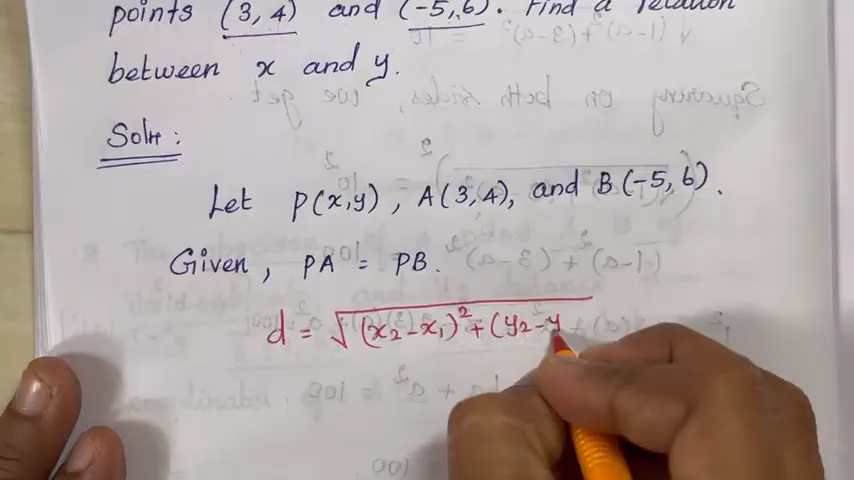 points (3, 4) and (-5, 6). Find a relation
between x and y.
Soln :
Let P(x,y), A(3,4), and B(-5,6).
Given, PA = PB.
d = √(x₂-x₁)²+(y₂-y